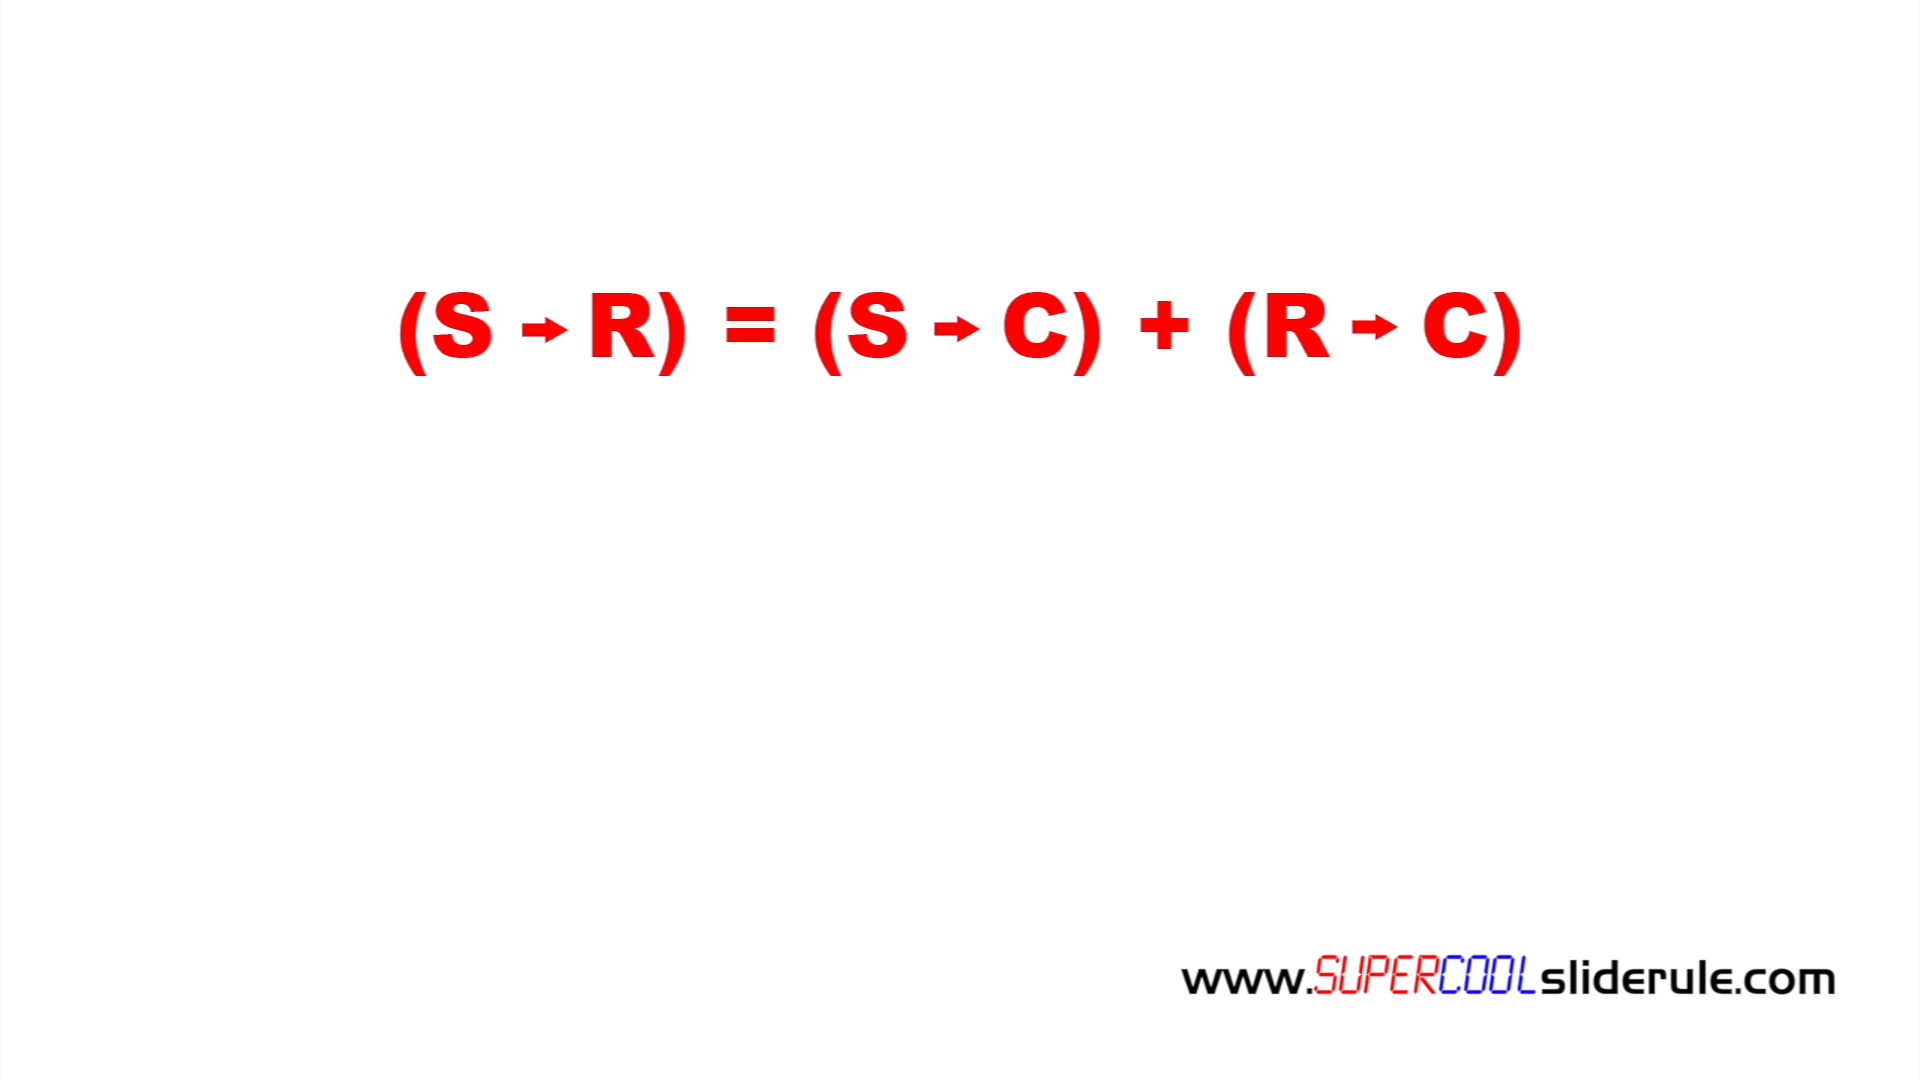 (S → R) = (S → C) + (R → C)
www.SUPERCOOLsliderule.com